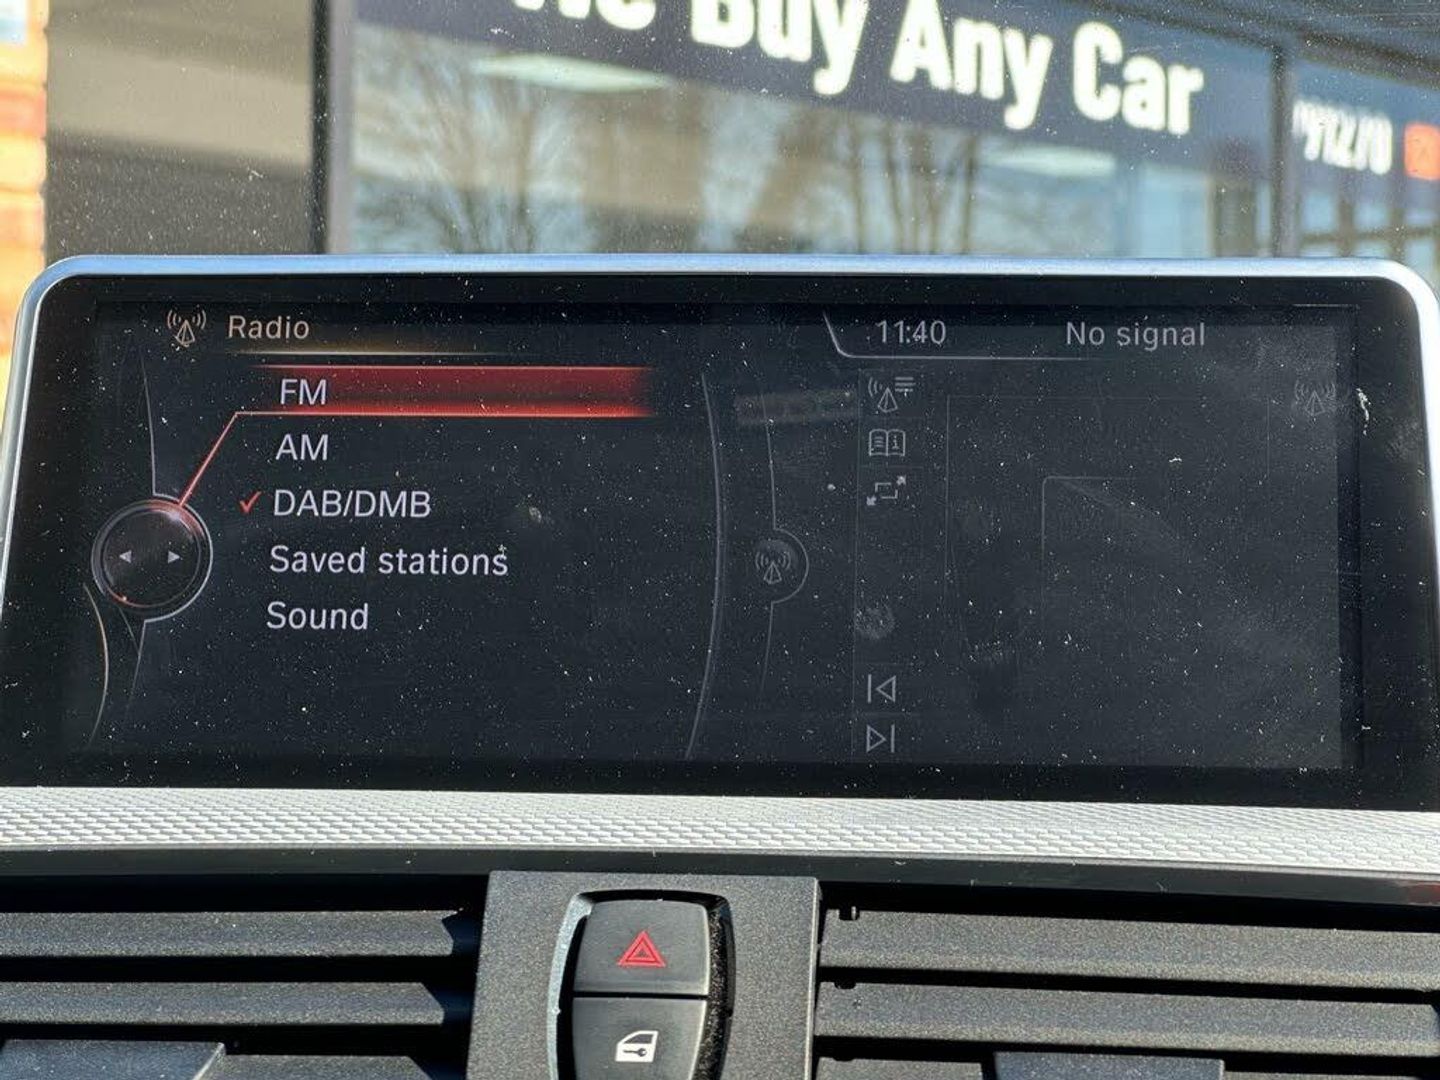 We Buy Any Car
Radio
11:40
No signal
FM
AM
DAB/DMB
Saved stations
Sound